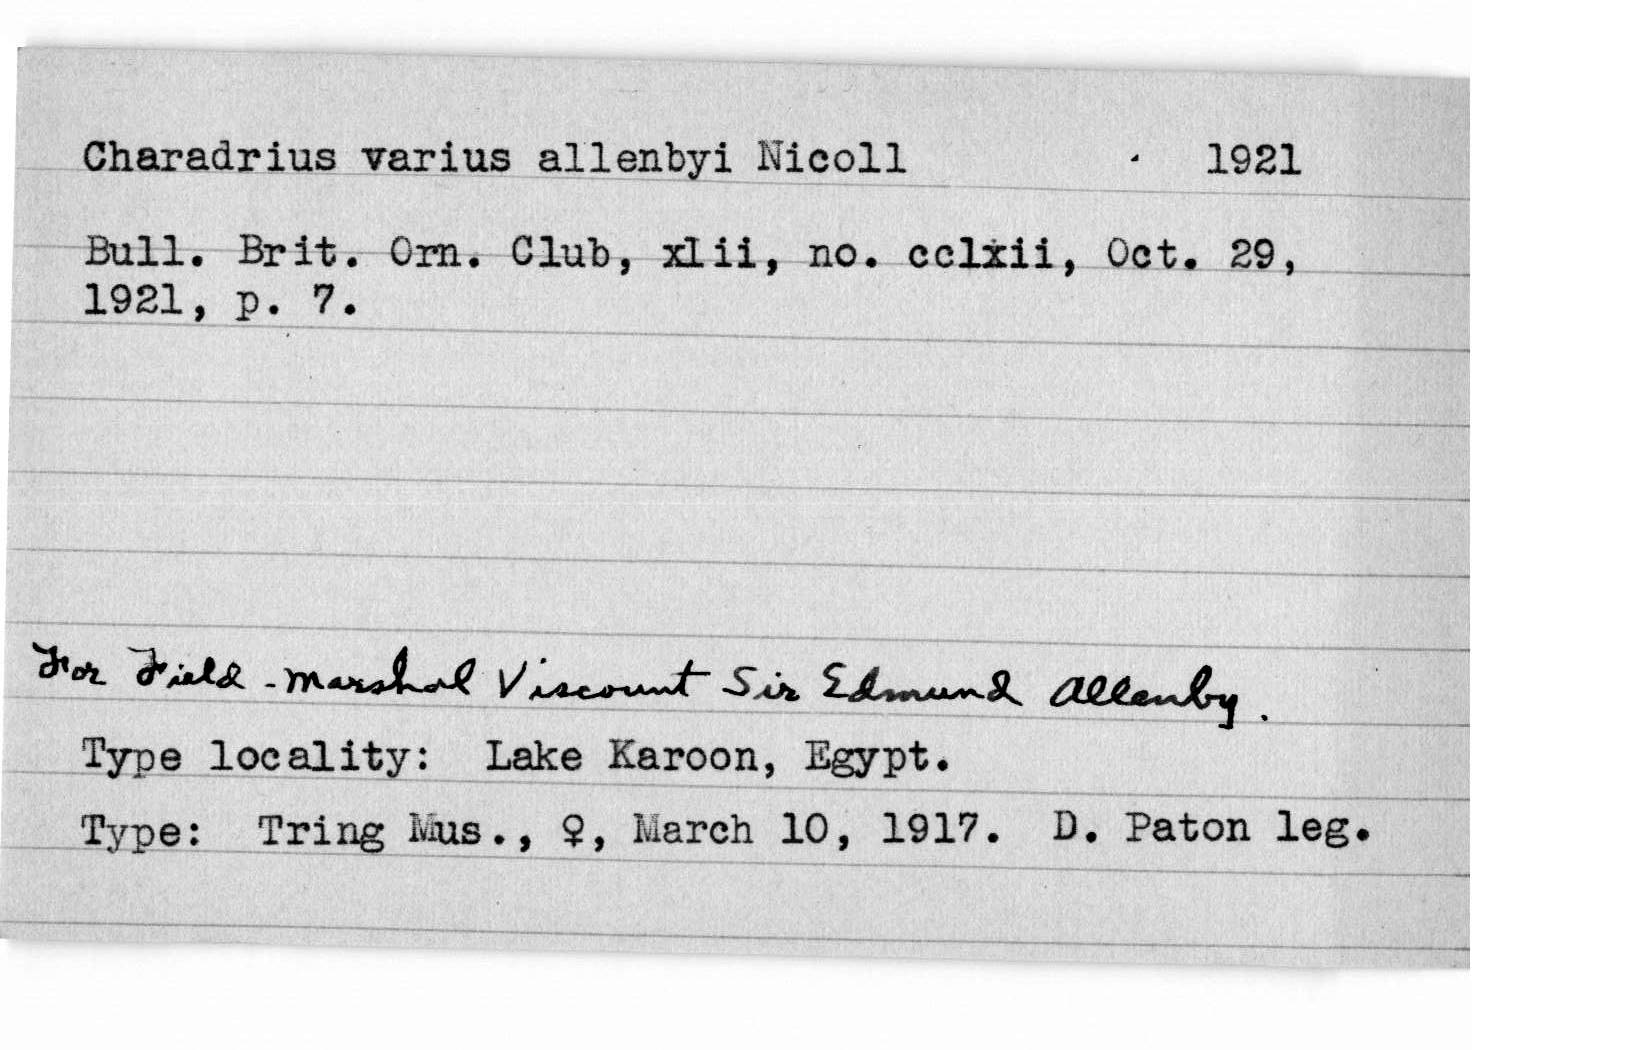 Charadrius varius allenbyi Nicoll 1921
Bull. Brit. Orn. Club, xlii, no. cclxii, Oct. 29,
1921, p. 7.
For Field-Marshal Viscount Sir Edmund Allenby.
Type locality: Lake Karoon, Egypt.
Type: Tring Mus., ♀, March 10, 1917. D. Paton leg.